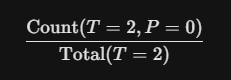 Count(T = 2, P = 0)
Total(T = 2)